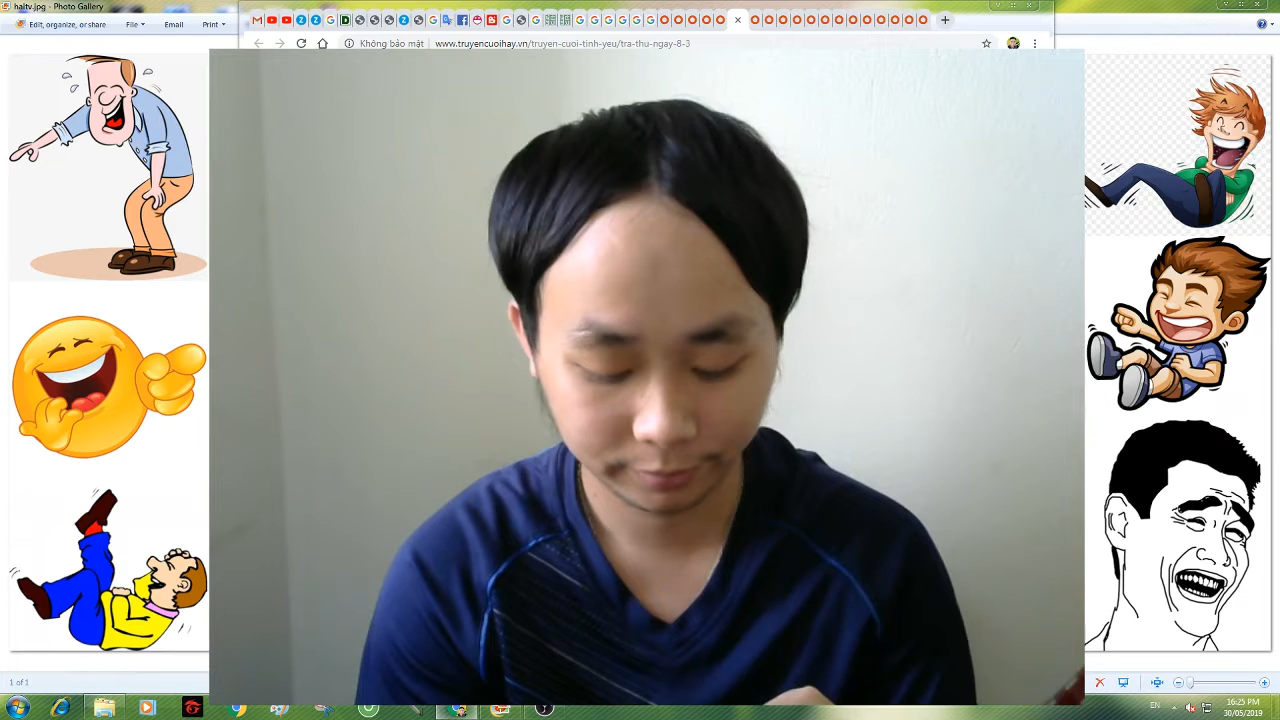 haitv.jpg - Photo Gallery
Edit, organize, or share
File
Email
Print
Không bảo mật
www.truyencuoihay.vn/truyen-cuoi-tinh-yeu/tra-thu-ngay-8-3
1 of 1
EN
16:25 PM
30/05/2019